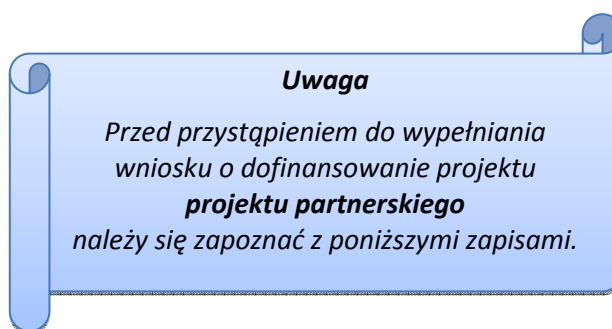 Uwaga
Przed przystąpieniem do wypełniania
wniosku o dofinansowanie projektu
projektu partnerskiego
należy się zapoznać z poniższymi zapisami.